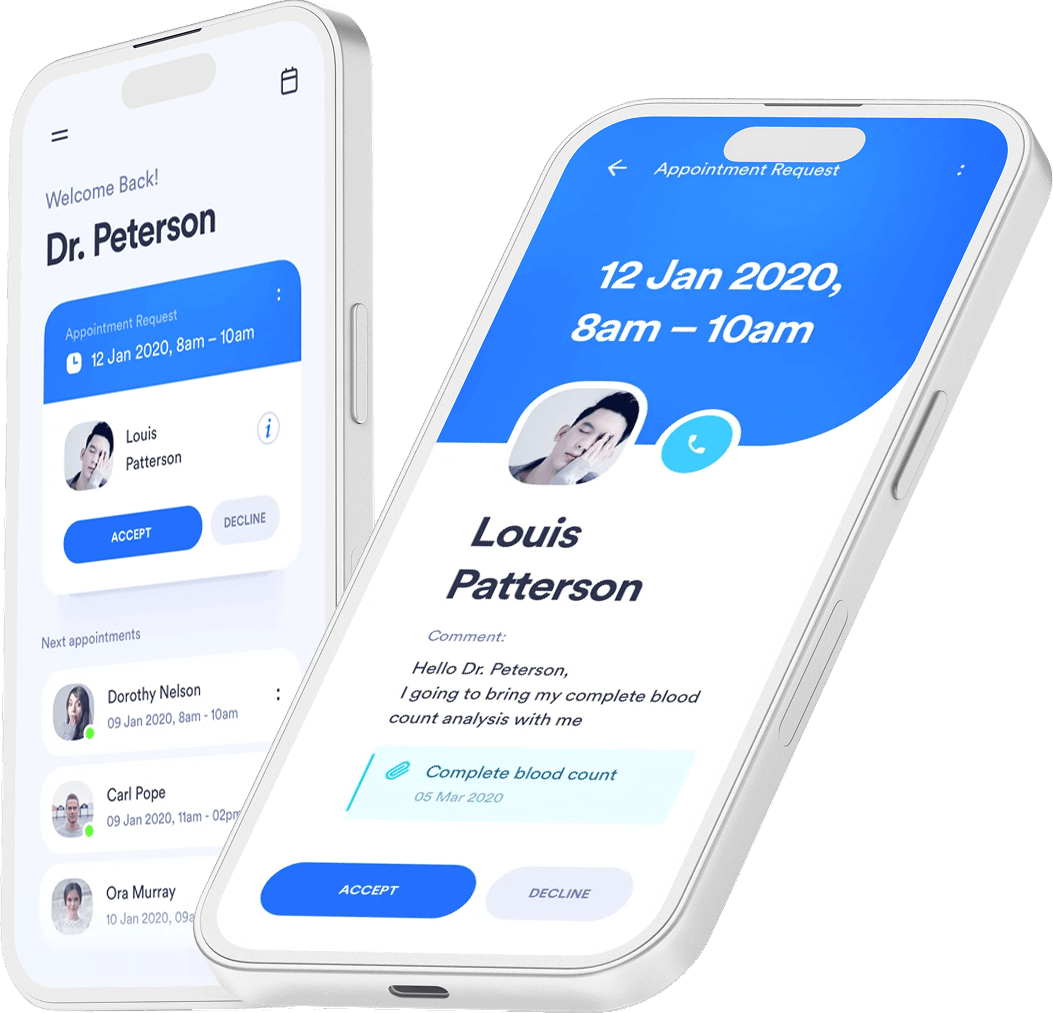 Welcome Back!
Dr. Peterson
Appointment Request
12 Jan 2020, 8am – 10am
Louis
Patterson
i
ACCEPT
DECLINE
Next appointments
Dorothy Nelson
09 Jan 2020, 8am - 10am
Carl Pope
09 Jan 2020, 11am - 02pm
Ora Murray
10 Jan 2020, 09a
Appointment Request
12 Jan 2020,
8am – 10am
Louis
Patterson
Comment:
Hello Dr. Peterson,
I going to bring my complete blood
count analysis with me
Complete blood count
05 Mar 2020
ACCEPT
DECLINE